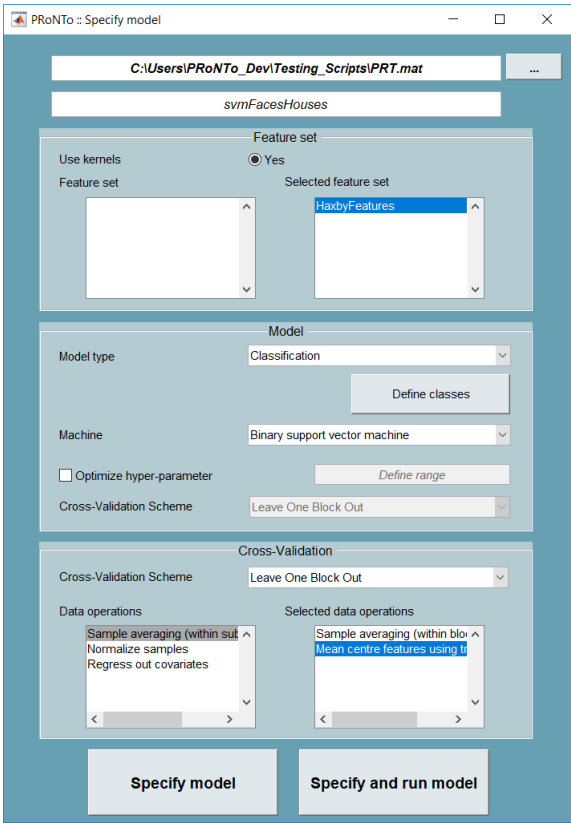 PRoNTo :: Specify model
C:\Users\PRoNTo_Dev\Testing_Scripts\PRT.mat
...
svmFacesHouses
Feature set
Use kernels
Yes
Feature set
Selected feature set
HaxbyFeatures
Model
Model type
Classification
Define classes
Machine
Binary support vector machine
Optimize hyper-parameter
Define range
Cross-Validation Scheme
Leave One Block Out
Cross-Validation
Cross-Validation Scheme
Leave One Block Out
Data operations
Selected data operations
Sample averaging (within sub
Normalize samples
Regress out covariates
Sample averaging (within blo
Mean centre features using tr
Specify model
Specify and run model